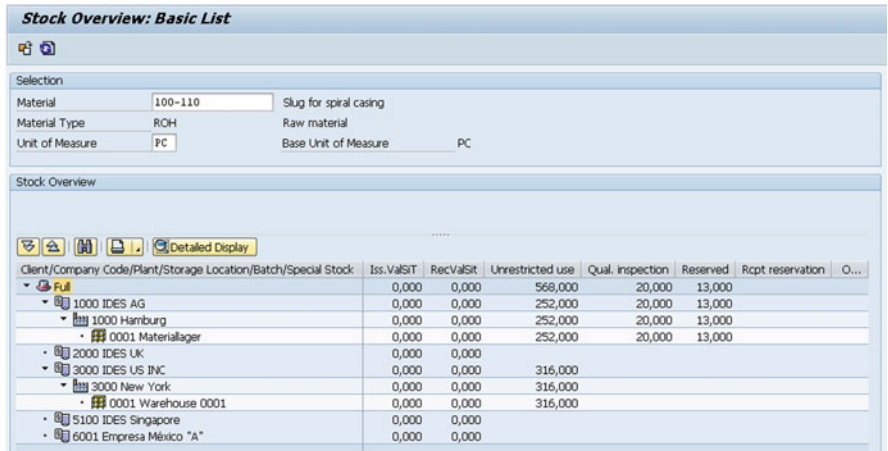 Stock Overview: Basic List
Selection
Material 100-110 Slug for spiral casing
Material Type ROH Raw material
Unit of Measure PC Base Unit of Measure PC
Stock Overview
Detailed Display
Client/Company Code/Plant/Storage Location/Batch/Special Stock Iss.ValSIT RecValSit Unrestricted use Qual. inspection Reserved Rcpt reservation O...
Full 0,000 0,000 568,000 20,000 13,000
1000 IDES AG 0,000 0,000 252,000 20,000 13,000
1000 Hamburg 0,000 0,000 252,000 20,000 13,000
0001 Materiallager 0,000 0,000 252,000 20,000 13,000
2000 IDES UK 0,000 0,000
3000 IDES US INC 0,000 0,000 316,000
3000 New York 0,000 0,000 316,000
0001 Warehouse 0001 0,000 0,000 316,000
5100 IDES Singapore 0,000 0,000
6001 Empresa México "A" 0,000 0,000